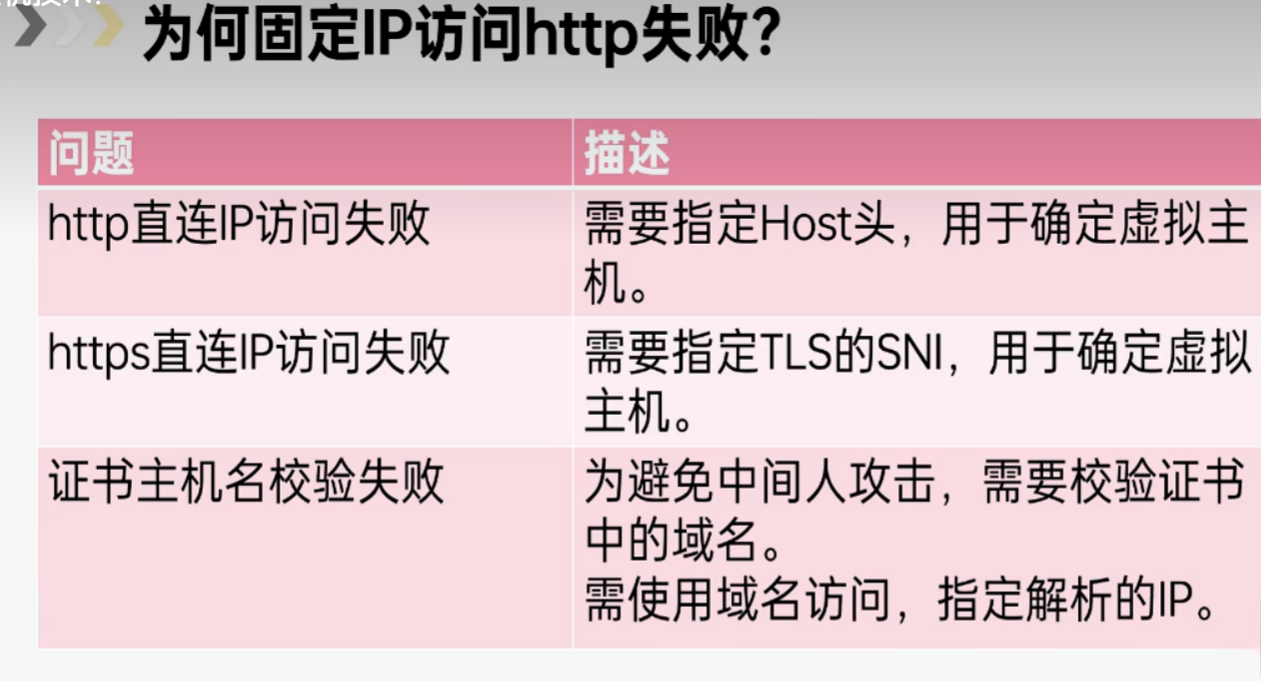 为何固定IP访问http失败?
问题
描述
http直连IP访问失败
需要指定Host头，用于确定虚拟主
机。
https直连IP访问失败
需要指定TLS的SNI，用于确定虚拟
主机。
证书主机名校验失败
为避免中间人攻击，需要校验证书
中的域名。
需使用域名访问，指定解析的IP。